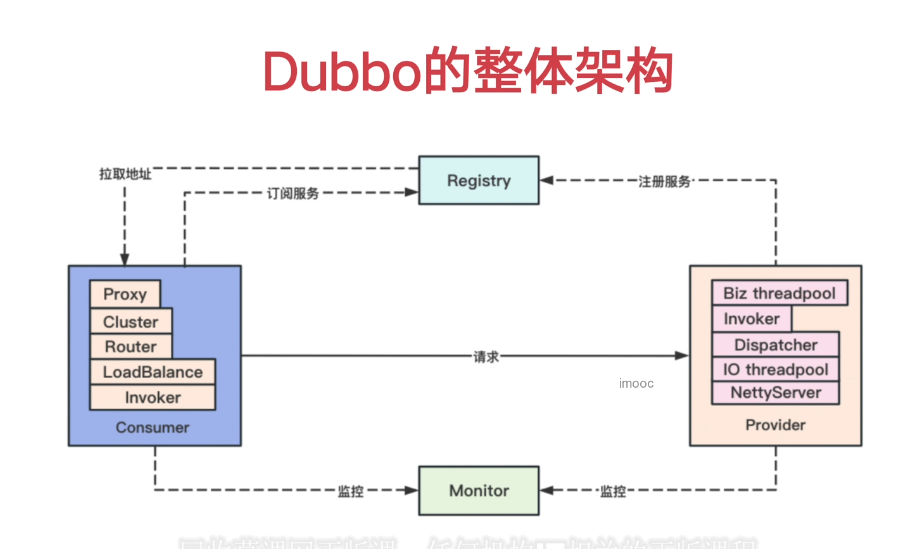 Dubbo的整体架构
拉取地址
Registry
订阅服务
注册服务
Proxy
Cluster
Router
LoadBalance
Invoker
Consumer
请求
imooc
Biz threadpool
Invoker
Dispatcher
IO threadpool
NettyServer
Provider
监控
Monitor
监控